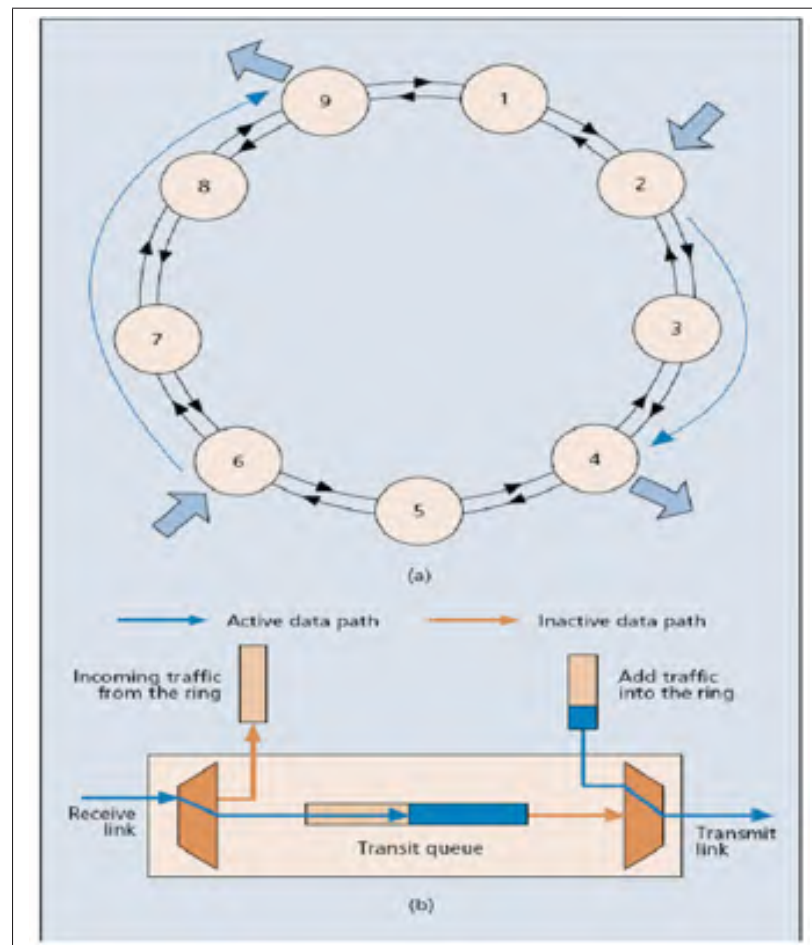 9
1
8
2
7
3
6
4
5
(a)
Active data path
Inactive data path
Incoming traffic
from the ring
Add traffic
into the ring
Receive
link
Transit queue
Transmit
link
(b)